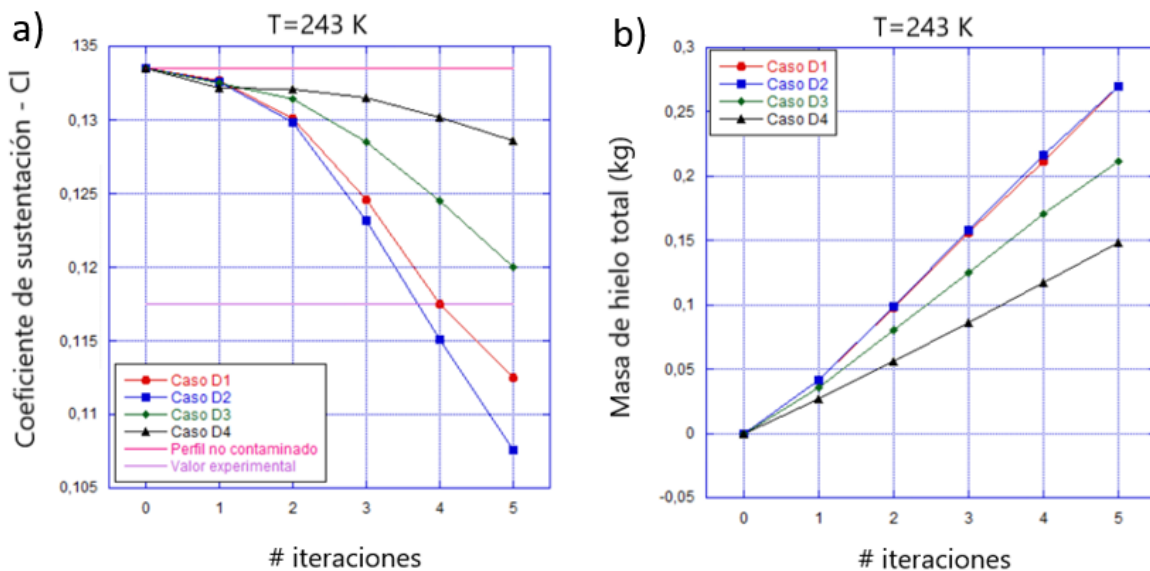 a)
T=243 K
Coeficiente de sustentación - Cl
135
0,13
0,125
0,12
0,115
0,11
0,105
Caso D1
Caso D2
Caso D3
Caso D4
Perfil no contaminado
Valor experimental
0 1 2 3 4 5
# iteraciones
b)
T=243 K
Masa de hielo total (kg)
0,3
0,25
0,2
0,15
0,1
0,05
0
-0,05
Caso D1
Caso D2
Caso D3
Caso D4
0 1 2 3 4 5
# iteraciones